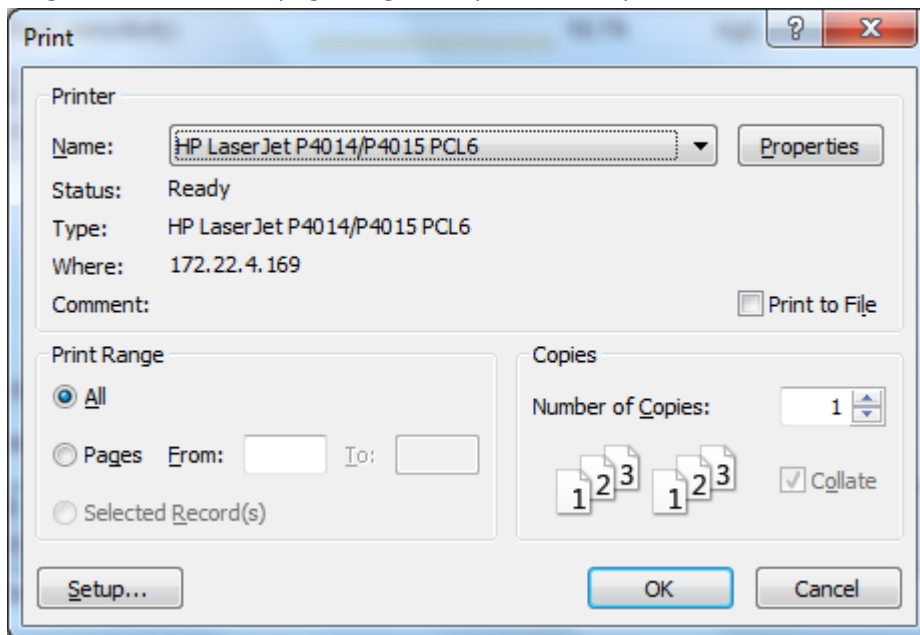 Print
Printer
Name: HP LaserJet P4014/P4015 PCL6 Properties
Status: Ready
Type: HP LaserJet P4014/P4015 PCL6
Where: 172.22.4.169
Comment: Print to File
Print Range
All
Pages From: To:
Selected Record(s)
Copies
Number of Copies: 1
1 2 3 1 2 3 Collate
Setup... OK Cancel